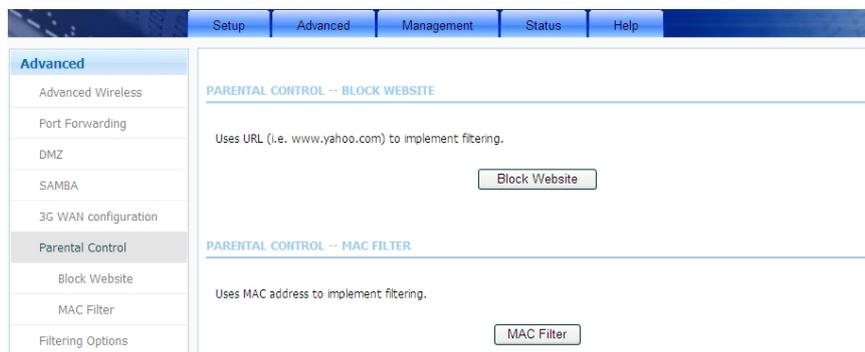 Setup Advanced Management Status Help
Advanced
Advanced Wireless
Port Forwarding
DMZ
SAMBA
3G WAN configuration
Parental Control
Block Website
MAC Filter
Filtering Options
PARENTAL CONTROL -- BLOCK WEBSITE
Uses URL (i.e. www.yahoo.com) to implement filtering.
Block Website
PARENTAL CONTROL -- MAC FILTER
Uses MAC address to implement filtering.
MAC Filter